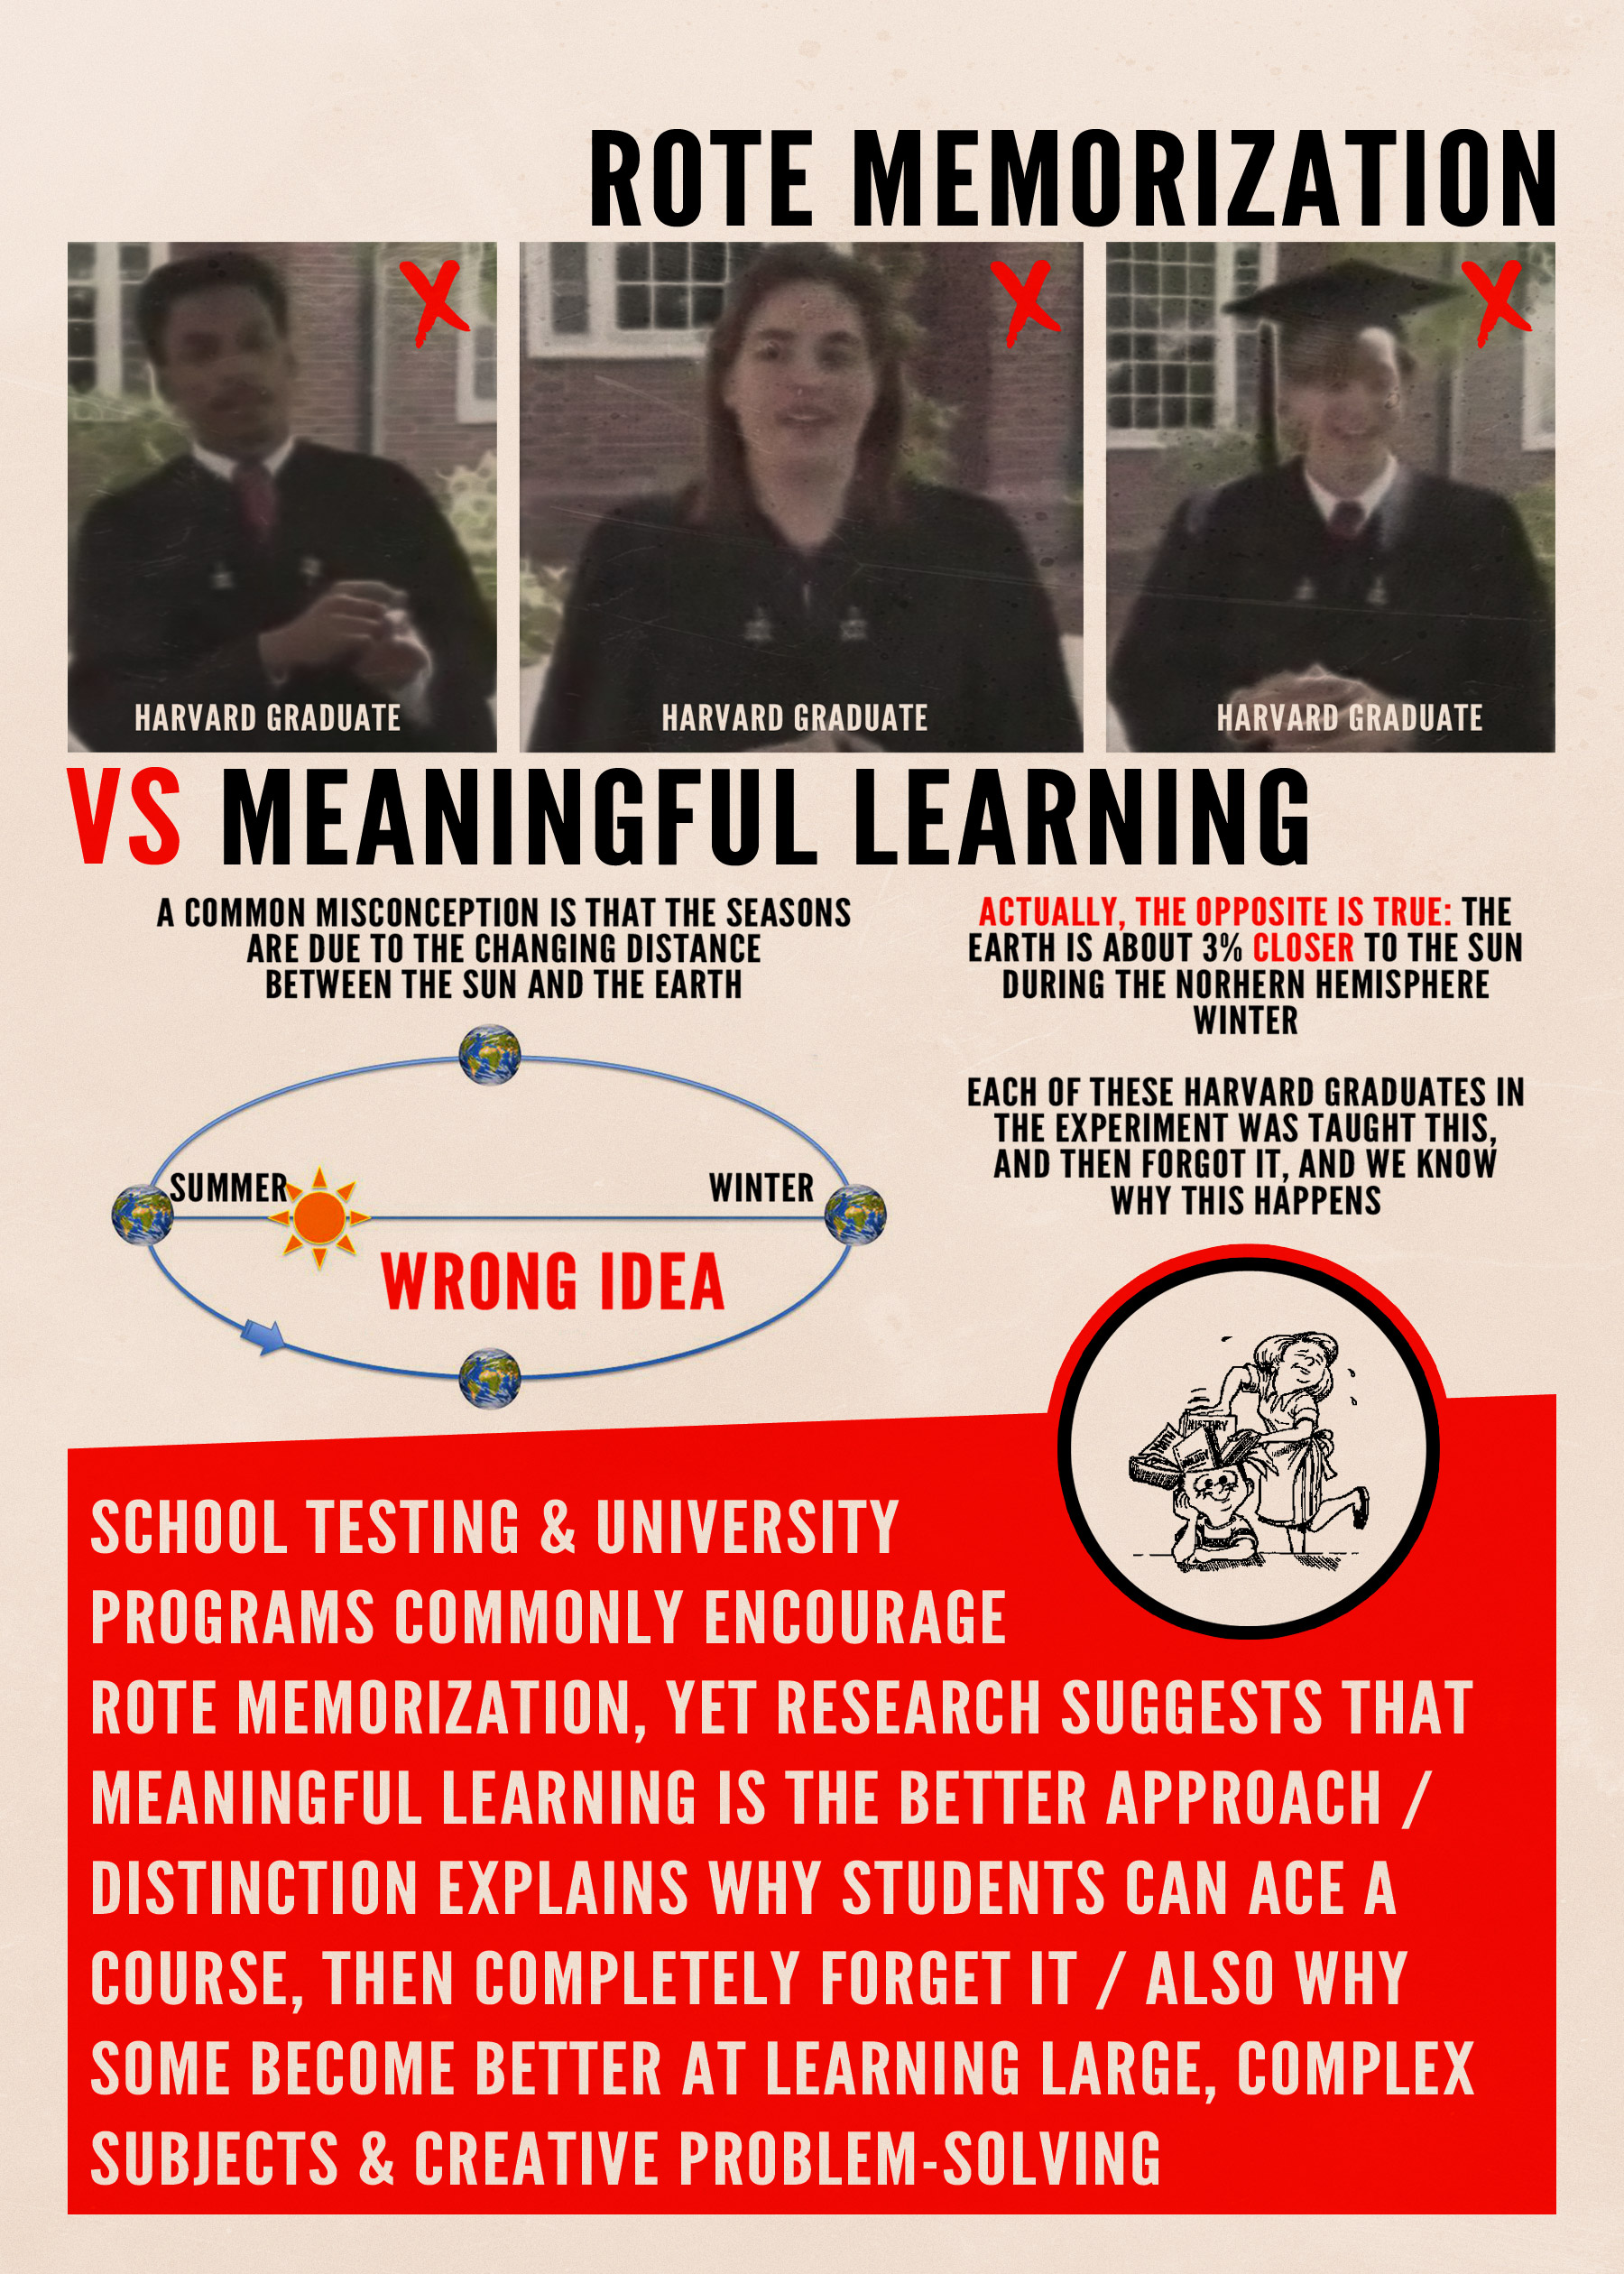 ROTE MEMORIZATION
HARVARD GRADUATE
HARVARD GRADUATE
HARVARD GRADUATE
VS MEANINGFUL LEARNING
A COMMON MISCONCEPTION IS THAT THE SEASONS
ARE DUE TO THE CHANGING DISTANCE
BETWEEN THE SUN AND THE EARTH
SUMMER
WINTER
WRONG IDEA
ACTUALLY, THE OPPOSITE IS TRUE: THE
EARTH IS ABOUT 3% CLOSER TO THE SUN
DURING THE NORHERN HEMISPHERE
WINTER
EACH OF THESE HARVARD GRADUATES IN
THE EXPERIMENT WAS TAUGHT THIS,
AND THEN FORGOT IT, AND WE KNOW
WHY THIS HAPPENS
HISTORY
SCHOOL TESTING & UNIVERSITY
PROGRAMS COMMONLY ENCOURAGE
ROTE MEMORIZATION, YET RESEARCH SUGGESTS THAT
MEANINGFUL LEARNING IS THE BETTER APPROACH /
DISTINCTION EXPLAINS WHY STUDENTS CAN ACE A
COURSE, THEN COMPLETELY FORGET IT / ALSO WHY
SOME BECOME BETTER AT LEARNING LARGE, COMPLEX
SUBJECTS & CREATIVE PROBLEM-SOLVING